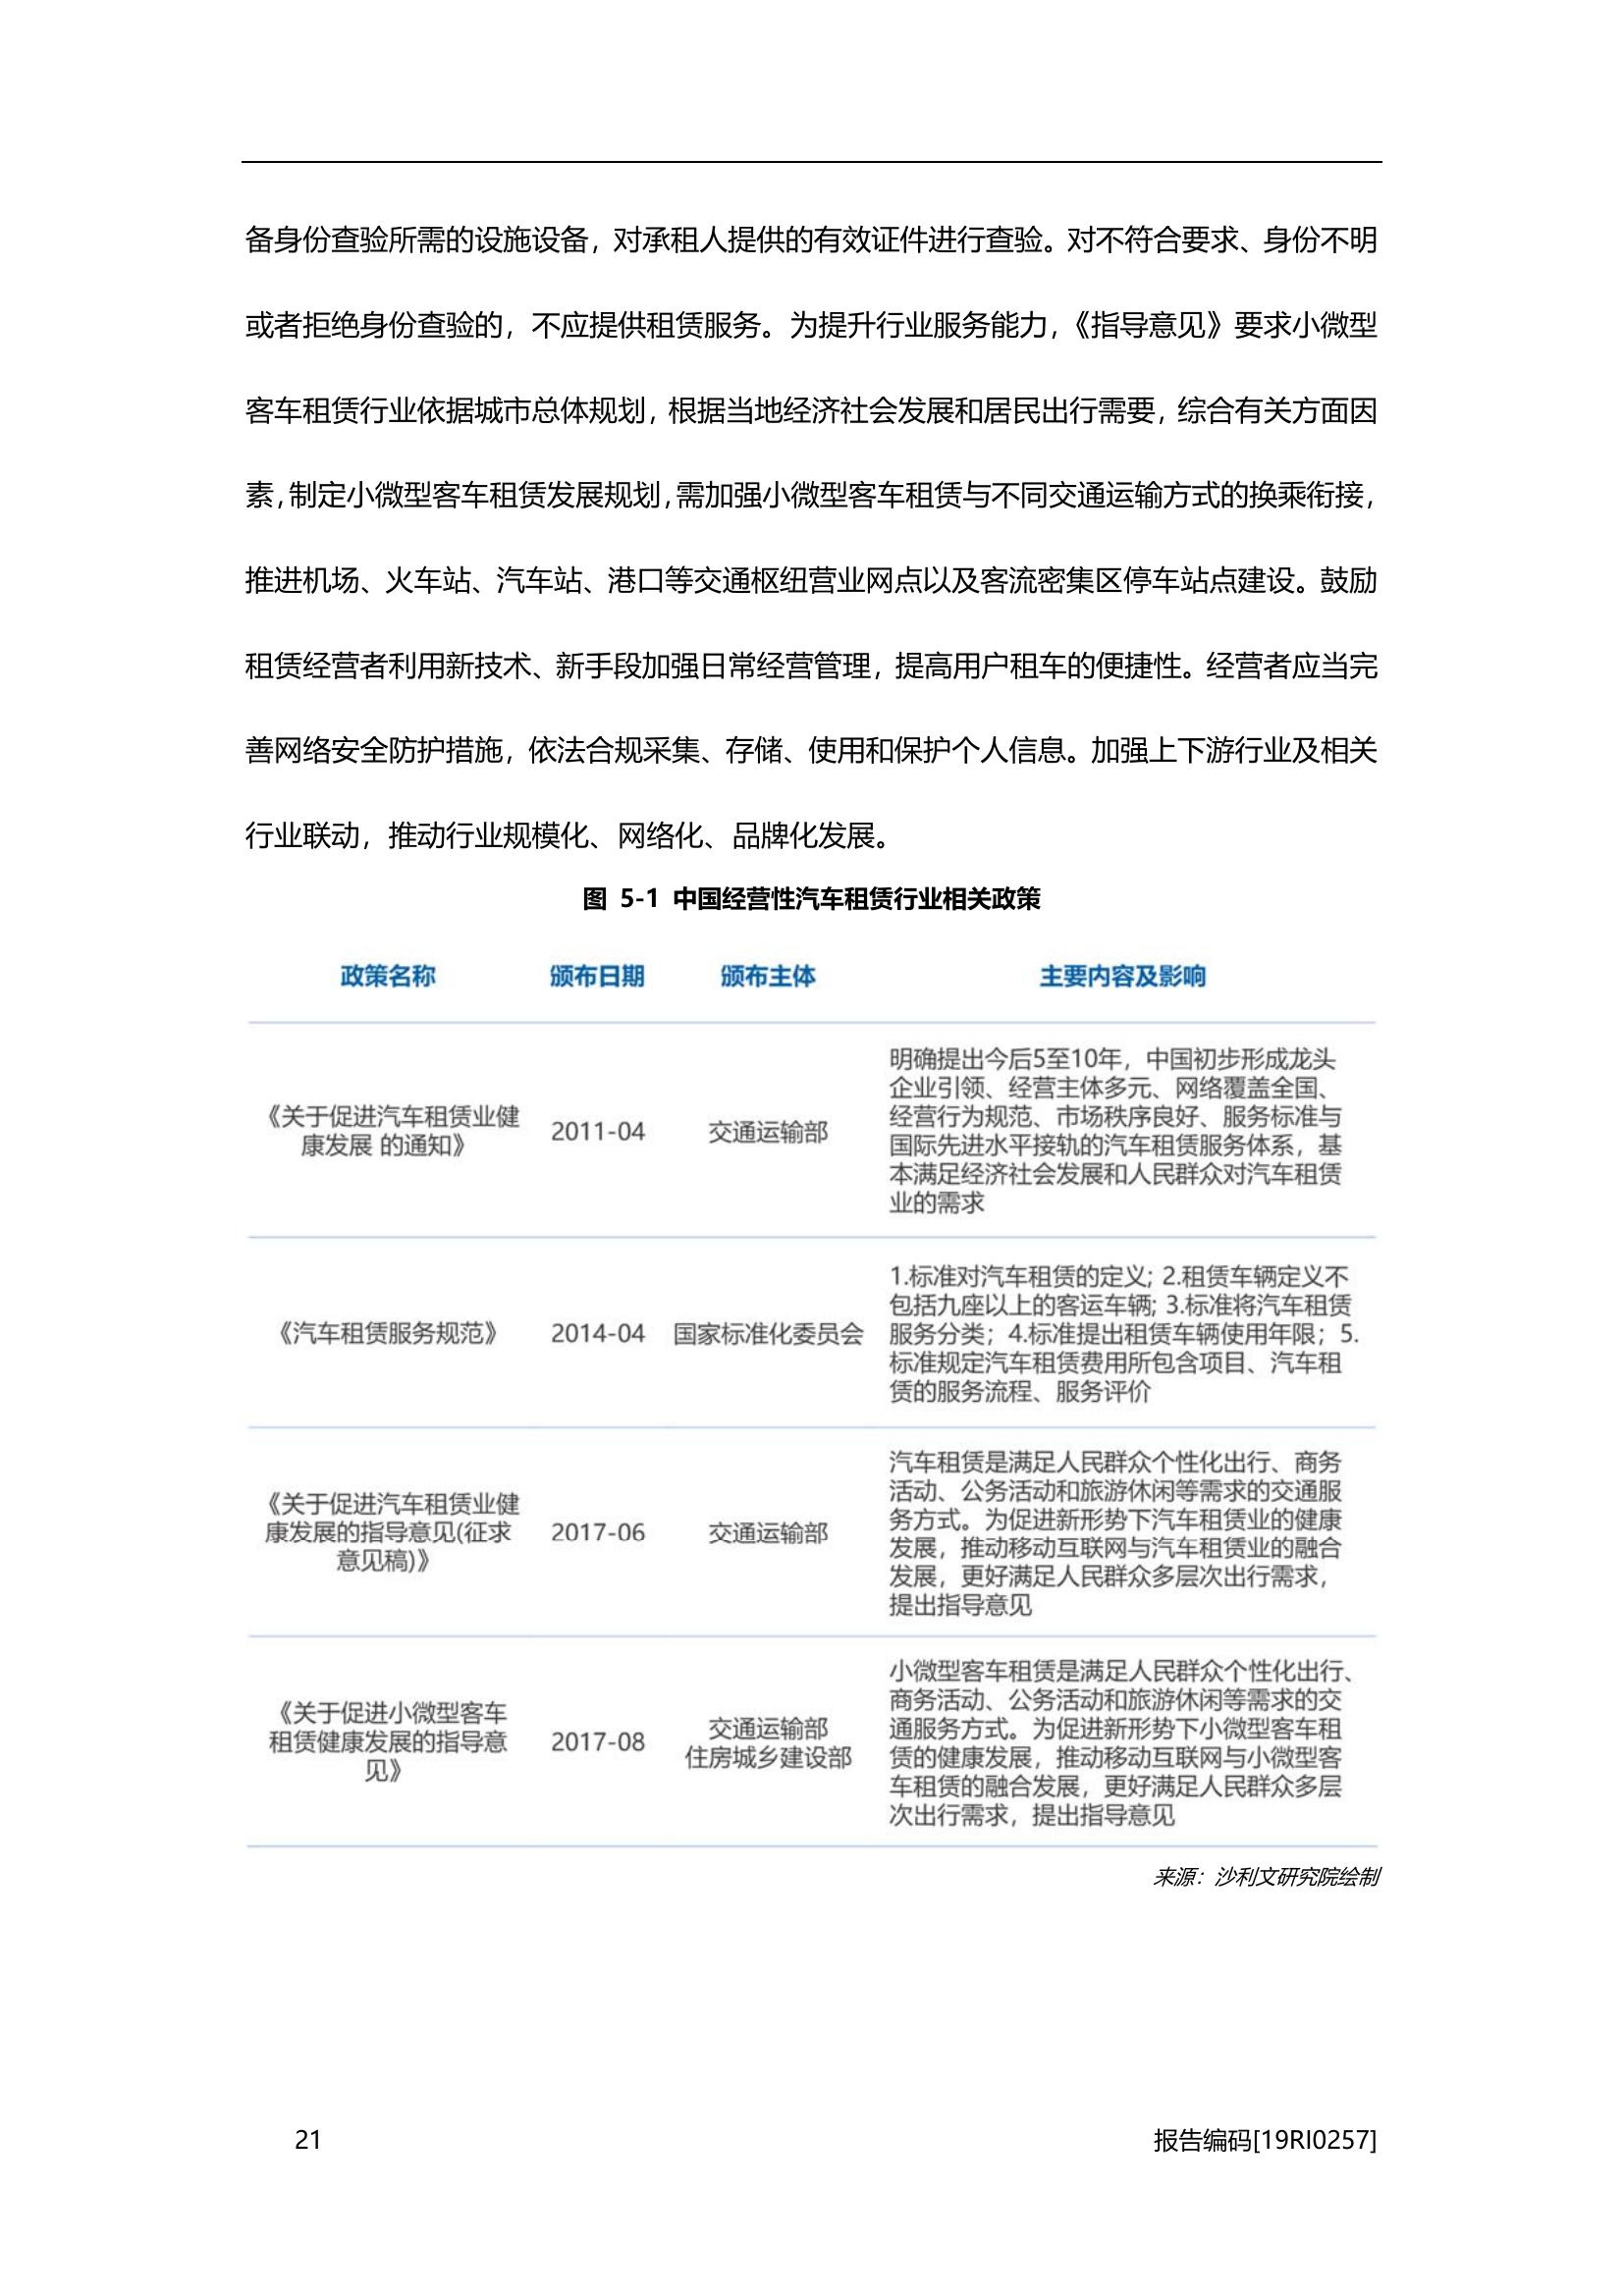 备身份查验所需的设施设备，对承租人提供的有效证件进行查验。对不符合要求、身份不明
或者拒绝身份查验的，不应提供租赁服务。为提升行业服务能力，《指导意见》要求小微型
客车租赁行业依据城市总体规划，根据当地经济社会发展和居民出行需要，综合有关方面因
素，制定小微型客车租赁发展规划，需加强小微型客车租赁与不同交通运输方式的换乘衔接，
推进机场、火车站、汽车站、港口等交通枢纽营业网点以及客流密集区停车站点建设。鼓励
租赁经营者利用新技术、新手段加强日常经营管理，提高用户租车的便捷性。经营者应当完
善网络安全防护措施，依法合规采集、存储、使用和保护个人信息。加强上下游行业及相关
行业联动，推动行业规模化、网络化、品牌化发展。
图 5-1 中国经营性汽车租赁行业相关政策
政策名称 颁布日期 颁布主体 主要内容及影响
《关于促进汽车租赁业健
康发展 的通知》
2011-04
交通运输部
明确提出今后5至10年，中国初步形成龙头
企业引领、经营主体多元、网络覆盖全国、
经营行为规范、市场秩序良好、服务标准与
国际先进水平接轨的汽车租赁服务体系，基
本满足经济社会发展和人民群众对汽车租赁
业的需求
《汽车租赁服务规范》
2014-04
国家标准化委员会
1.标准对汽车租赁的定义; 2.租赁车辆定义不
包括九座以上的客运车辆; 3.标准将汽车租赁
服务分类；4.标准提出租赁车辆使用年限；5.
标准规定汽车租赁费用所包含项目、汽车租
赁的服务流程、服务评价
《关于促进汽车租赁业健
康发展的指导意见(征求
意见稿)》
2017-06
交通运输部
汽车租赁是满足人民群众个性化出行、商务
活动、公务活动和旅游休闲等需求的交通服
务方式。为促进新形势下汽车租赁业的健康
发展，推动移动互联网与汽车租赁业的融合
发展，更好满足人民群众多层次出行需求，
提出指导意见
《关于促进小微型客车
租赁健康发展的指导意
见》
2017-08
交通运输部
住房城乡建设部
小微型客车租赁是满足人民群众个性化出行、
商务活动、公务活动和旅游休闲等需求的交
通服务方式。为促进新形势下小微型客车租
赁的健康发展，推动移动互联网与小微型客
车租赁的融合发展，更好满足人民群众多层
次出行需求，提出指导意见
来源：沙利文研究院绘制
21
报告编码[19RI0257]